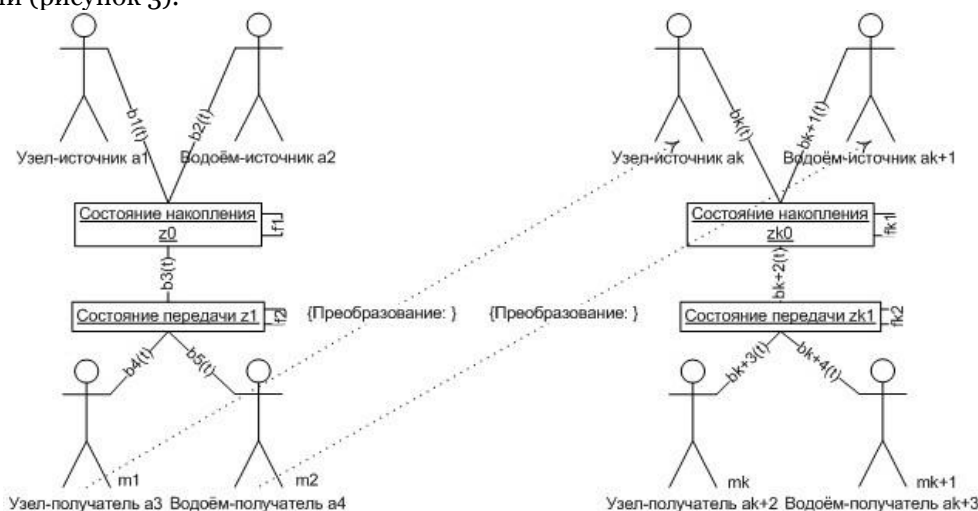 (рисунок 3).
b1(t)
b2(t)
Узел-источник a1
Водоём-источник a2
Состояние накопления
z0
f1
b3(t)
Состояние передачи z1
f2
b4(t)
b5(t)
m1
m2
Узел-получатель a3
Водоём-получатель a4
{Преобразование: }
{Преобразование: }
bk(t)
bk+1(t)
Узел-источник ak
Водоём-источник ak+1
Состояние накопления
zk0
fk1
bk+2(t)
Состояние передачи zk1
fk2
bk+3(t)
bk+4(t)
mk
mk+1
Узел-получатель ak+2
Водоём-получатель ak+3